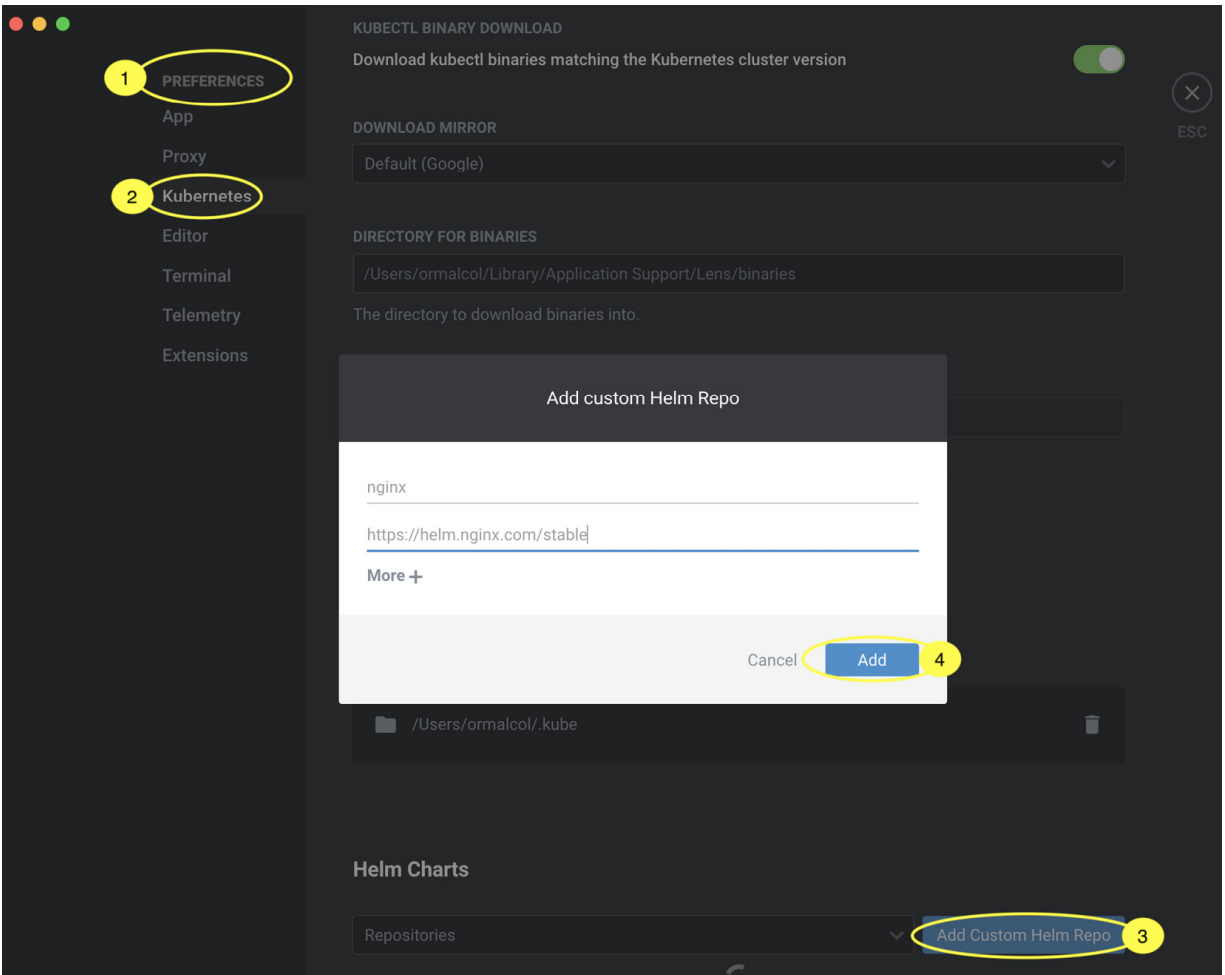 KUBECTL BINARY DOWNLOAD
Download kubectl binaries matching the Kubernetes cluster version
1 PREFERENCES
App
Proxy
2 Kubernetes
Editor
Terminal
Telemetry
Extensions
ESC
DOWNLOAD MIRROR
Default (Google)
DIRECTORY FOR BINARIES
/Users/ormalcol/Library/Application Support/Lens/binaries
The directory to download binaries into.
Add custom Helm Repo
nginx
https://helm.nginx.com/stable
More +
Cancel Add 4
/Users/ormalcol/.kube
Helm Charts
Repositories Add Custom Helm Repo 3